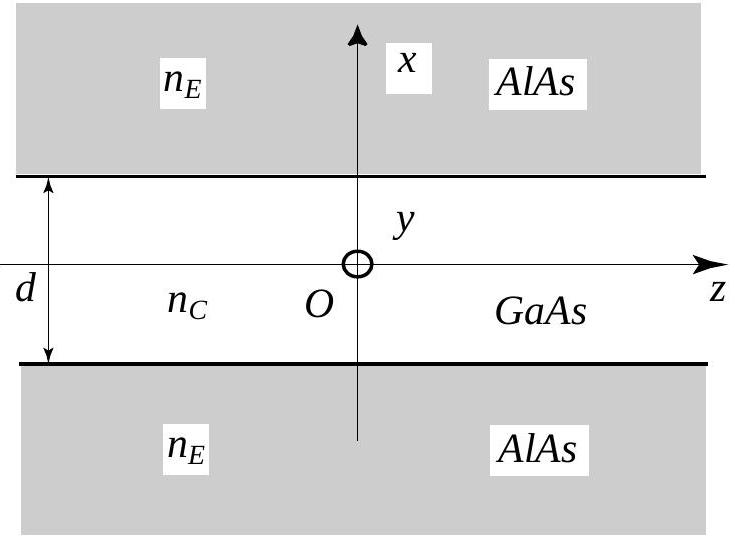 n_E x AlAs
y
d n_C O GaAs z
n_E AlAs